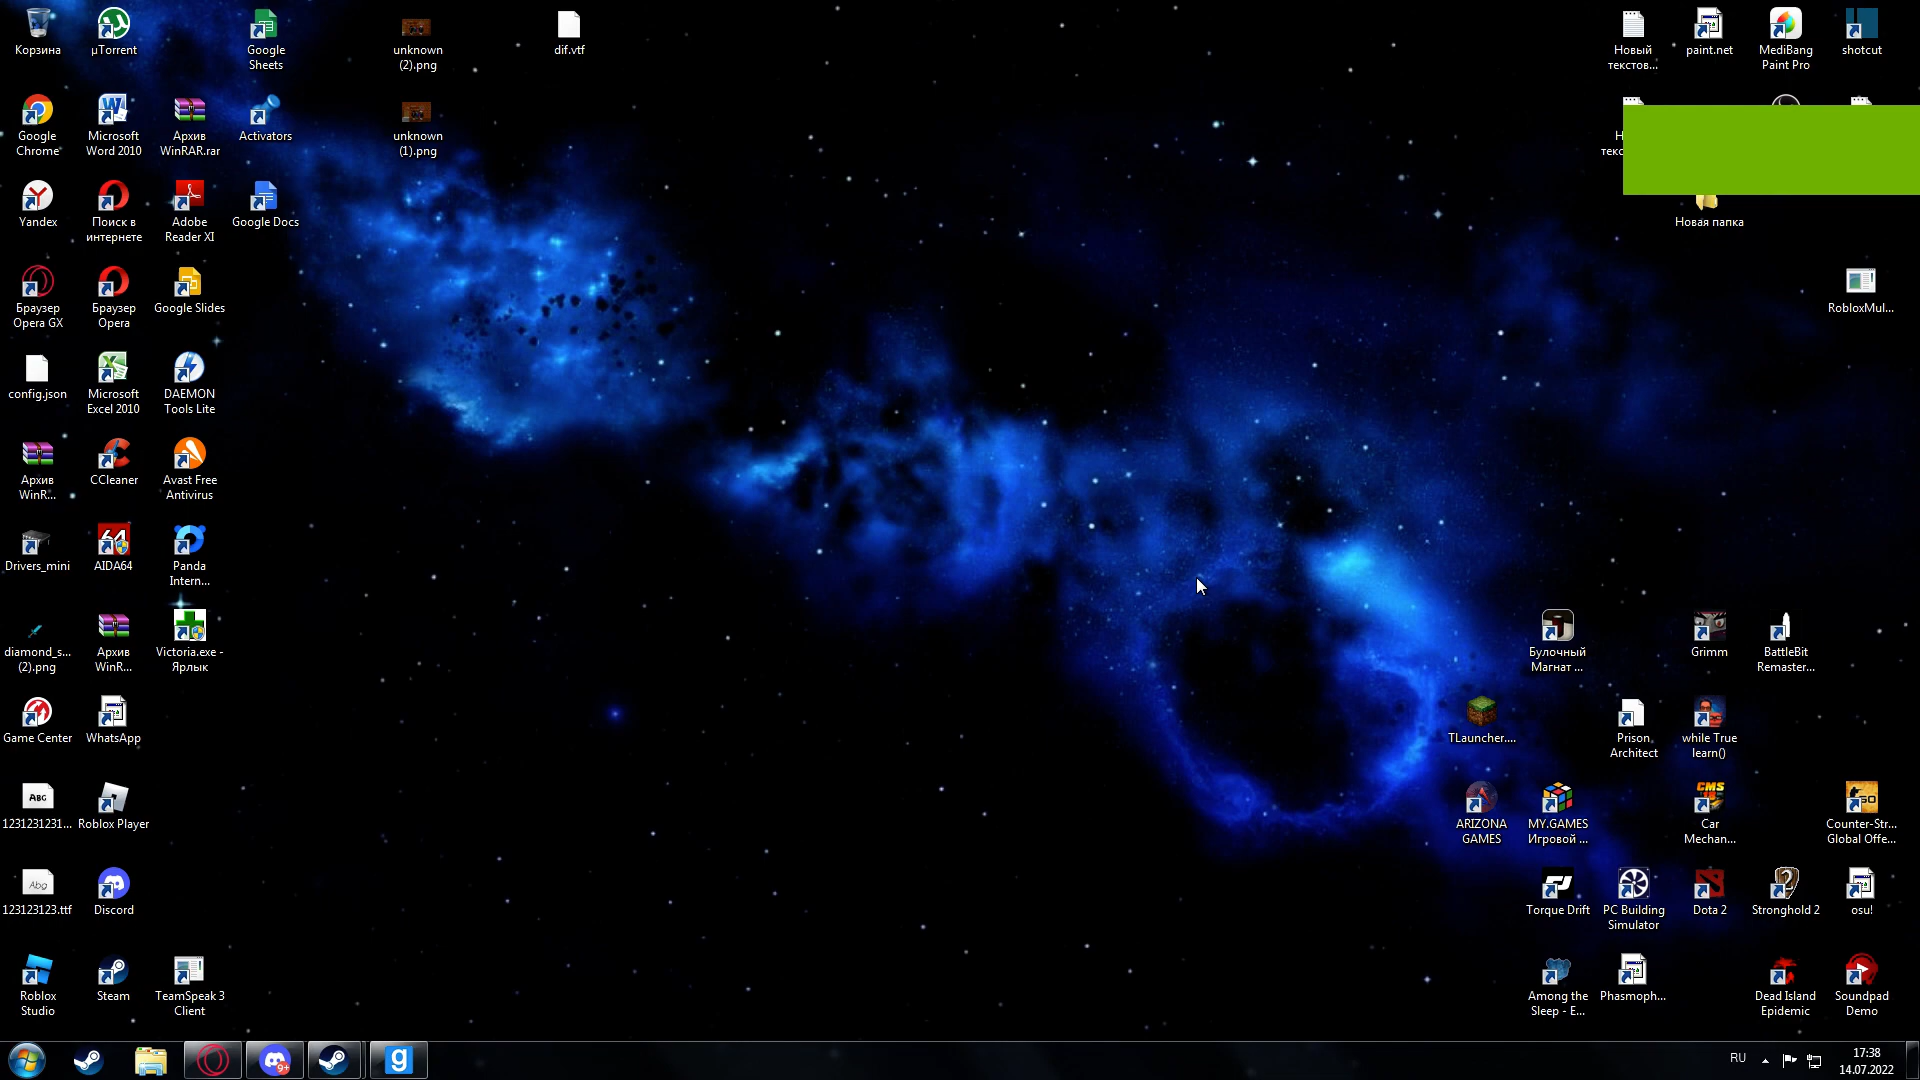 Корзина
µTorrent
Google
Sheets
unknown
(2).png
dif.vtf
Новый
текстов...
paint.net
MediBang
Paint Pro
shotcut
Google
Chrome
Microsoft
Word 2010
Архив
WinRAR.rar
Activators
unknown
(1).png
Yandex
Поиск в
интернете
Adobe
Reader XI
Google Docs
Новая папка
Браузер
Opera GX
Браузер
Opera
Google Slides
RobloxMul...
config.json
Microsoft
Excel 2010
DAEMON
Tools Lite
Архив
WinR...
CCleaner
Avast Free
Antivirus
Drivers_mini
64
AIDA64
Panda
Intern...
diamond_s...
(2).png
Архив
WinR...
Victoria.exe -
Ярлык
Булочный
Магнат ...
Grimm
BattleBit
Remaster...
Game Center
WhatsApp
TLauncher....
Prison
Architect
while True
learn()
ABG
1231231231...
Roblox Player
ARIZONA
GAMES
MY.GAMES
Игровой ...
CMS
Car
Mechan...
GO
Counter-Str...
Global Offe...
Abg
123123123.ttf
Discord
Torque Drift
PC Building
Simulator
Dota 2
Stronghold 2
osu!
Roblox
Studio
Steam
TeamSpeak 3
Client
Among the
Sleep - E...
Phasmoph...
Dead Island
Epidemic
Soundpad
Demo
9+
g
RU
17:38
14.07.2022